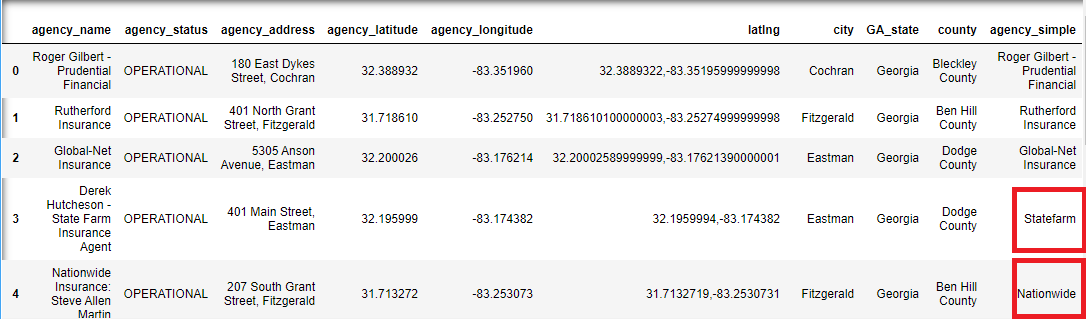 agency_name agency_status agency_address agency_latitude agency_longitude latlng city GA_state county agency_simple
0 Roger Gilbert - Prudential Financial OPERATIONAL 180 East Dykes Street, Cochran 32.388932 -83.351960 32.3889322,-83.35195999999998 Cochran Georgia Bleckley County Roger Gilbert - Prudential Financial
1 Rutherford Insurance OPERATIONAL 401 North Grant Street, Fitzgerald 31.718610 -83.252750 31.718610100000003,-83.25274999999998 Fitzgerald Georgia Ben Hill County Rutherford Insurance
2 Global-Net Insurance OPERATIONAL 5305 Anson Avenue, Eastman 32.200026 -83.176214 32.20002589999999,-83.17621390000001 Eastman Georgia Dodge County Global-Net Insurance
3 Derek Hutcheson - State Farm Insurance Agent OPERATIONAL 401 Main Street, Eastman 32.195999 -83.174382 32.1959994,-83.174382 Eastman Georgia Dodge County Statefarm
4 Nationwide Insurance: Steve Allen Martin OPERATIONAL 207 South Grant Street, Fitzgerald 31.713272 -83.253073 31.7132719,-83.2530731 Fitzgerald Georgia Ben Hill County Nationwide